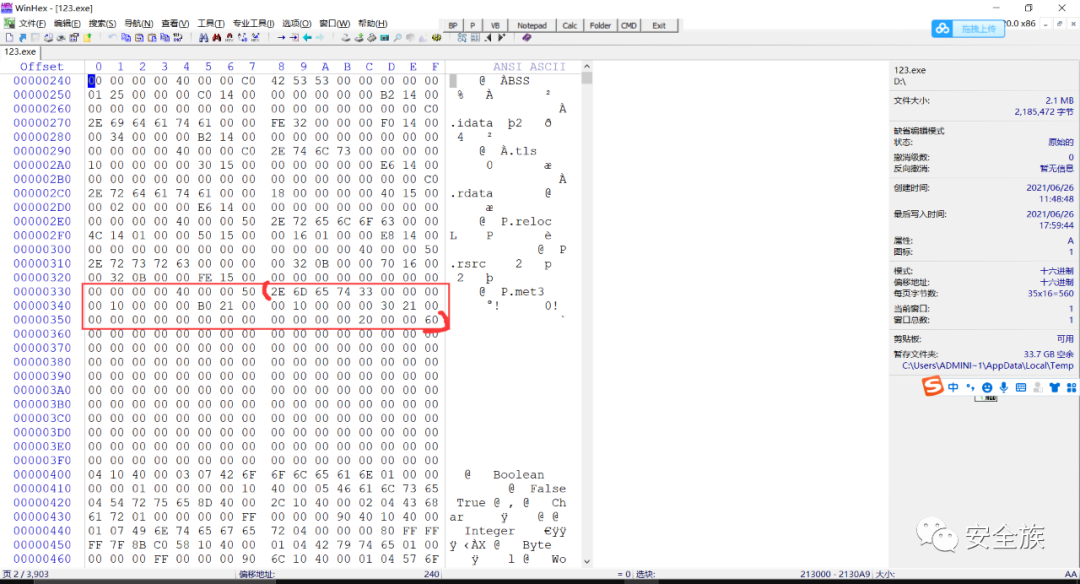 WinHex - [123.exe]
文件(F) 编辑(E) 搜索(S) 导航(N) 查看(V) 工具(T) 专业工具(I) 选项(O) 窗口(W) 帮助(H)
BP P VB Notepad Calc Folder CMD Exit
拖拽上传
20.0 x86
123.exe
Offset 0 1 2 3 4 5 6 7 8 9 A B C D E F ANSI ASCII
00000240 00 00 00 00 40 00 00 C0 42 53 53 00 00 00 00 00 @ ÀBSS
00000250 01 25 00 00 00 C0 14 00 00 00 00 00 00 B2 14 00 % À ²
00000260 00 00 00 00 00 00 00 00 00 00 00 00 00 00 00 C0 À
00000270 2E 69 64 61 74 61 00 00 FE 32 00 00 00 F0 14 00 .idata þ2 ð
00000280 00 34 00 00 00 B2 14 00 00 00 00 00 00 00 00 00 4 ²
00000290 00 00 00 00 40 00 00 C0 2E 74 6C 73 00 00 00 00 @ À.tls
000002A0 10 00 00 00 00 30 15 00 00 00 00 00 00 E6 14 00 0 æ
000002B0 00 00 00 00 00 00 00 00 00 00 00 00 00 00 00 C0 À
000002C0 2E 72 64 61 74 61 00 00 18 00 00 00 00 40 15 00 .rdata @
000002D0 00 02 00 00 00 E6 14 00 00 00 00 00 00 00 00 00 æ
000002E0 00 00 00 00 40 00 00 50 2E 72 65 6C 6F 63 00 00 @ P.reloc
000002F0 4C 14 01 00 00 50 15 00 00 16 01 00 00 E8 14 00 L P è
00000300 00 00 00 00 00 00 00 00 00 00 00 00 40 00 00 50 @ P
00000310 2E 72 73 72 63 00 00 00 00 32 0B 00 00 70 16 00 .rsrc 2 p
00000320 00 32 0B 00 00 FE 15 00 00 00 00 00 00 00 00 00 2 þ
00000330 00 00 00 00 40 00 00 50 2E 6D 65 74 33 00 00 00 @ P.met3
00000340 00 10 00 00 00 B0 21 00 00 10 00 00 00 30 21 00 °! 0!
00000350 00 00 00 00 00 00 00 00 00 00 00 00 20 00 00 60 `
00000360 00 00 00 00 00 00 00 00 00 00 00 00 00 00 00 00
00000370 00 00 00 00 00 00 00 00 00 00 00 00 00 00 00 00
00000380 00 00 00 00 00 00 00 00 00 00 00 00 00 00 00 00
00000390 00 00 00 00 00 00 00 00 00 00 00 00 00 00 00 00
000003A0 00 00 00 00 00 00 00 00 00 00 00 00 00 00 00 00
000003B0 00 00 00 00 00 00 00 00 00 00 00 00 00 00 00 00
000003C0 00 00 00 00 00 00 00 00 00 00 00 00 00 00 00 00
000003D0 00 00 00 00 00 00 00 00 00 00 00 00 00 00 00 00
000003E0 00 00 00 00 00 00 00 00 00 00 00 00 00 00 00 00
000003F0 00 00 00 00 00 00 00 00 00 00 00 00 00 00 00 00
00000400 04 10 40 00 03 07 42 6F 6F 6C 65 61 6E 01 00 00 @ Boolean
00000410 00 00 01 00 00 00 00 10 40 00 05 46 61 6C 73 65 @ False
00000420 04 54 72 75 65 8D 40 00 2C 10 40 00 02 04 43 68 True @ , @ Ch
00000430 61 72 01 00 00 00 00 FF 00 00 00 00 90 40 10 40 00 ar ÿ @ @
00000440 01 07 49 6E 74 65 67 65 72 04 00 00 00 80 FF FF Integer €ÿÿ
00000450 FF 7F 8B C0 58 10 40 00 01 04 42 79 74 65 01 00 ÿ ‹ÀX @ Byte
00000460 00 00 00 FF 00 00 00 90 6C 10 40 00 01 04 57 6F ÿ l @ Wo
123.exe
D:\
文件大小: 2.1 MB
2,185,472 字节
缺省编辑模式
状态: 原始的
撤消级数: 0
反向撤消: 暂无信息
创建时间: 2021/06/26
11:48:48
最后写入时间: 2021/06/26
17:59:44
属性: A
图标: 1
模式: 十六进制
偏移地址: 十六进制
每页字节数: 35x16=560
当前窗口: 1
窗口总数: 1
剪贴板: 可用
暂存文件夹: 33.7 GB 空余
C:\Users\ADMINI~1\AppData\Local\Temp
中
安全族
页 2 / 3,903 偏移地址: 240 = 0 选块: 213000 - 2130A9 大小: AA